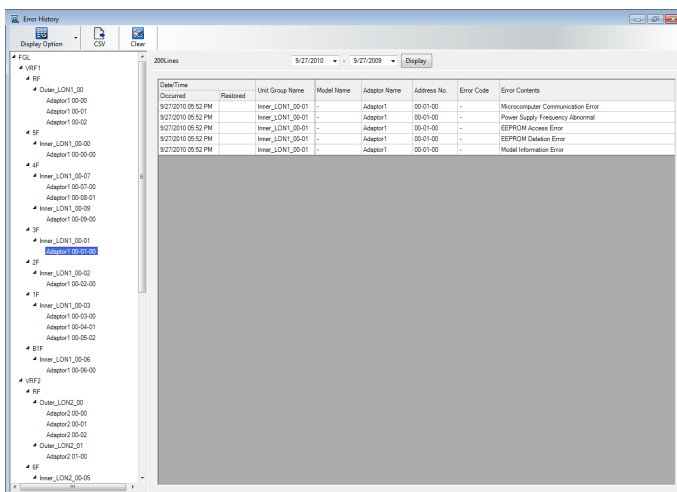 Error History
Display Option
CSV
Clear
FGL
VRF1
RF
Outer_LON1_00
Adaptor1 00-00
Adaptor1 00-01
Adaptor1 00-02
5F
Inner_LON1_00-00
Adaptor1 00-00-00
4F
Inner_LON1_00-07
Adaptor1 00-07-00
Adaptor1 00-08-01
Inner_LON1_00-09
Adaptor1 00-09-00
3F
Inner_LON1_00-01
Adaptor1 00-01-00
2F
Inner_LON1_00-02
Adaptor1 00-02-00
1F
Inner_LON1_00-03
Adaptor1 00-03-00
Adaptor1 00-04-01
Adaptor1 00-05-02
B1F
Inner_LON1_00-06
Adaptor1 00-06-00
VRF2
RF
Outer_LON2_00
Adaptor2 00-00
Adaptor2 00-01
Adaptor2 00-02
Outer_LON2_01
Adaptor2 01-00
6F
Inner_LON2_00-05
200Lines 9/27/2010 - 9/27/2009 Display
Date/Time Unit Group Name Model Name Adaptor Name Address No. Error Code Error Contents
Occurred Restored
9/27/2010 05:52 PM Inner_LON1_00-01 - Adaptor1 00-01-00 - Microcomputer Communication Error
9/27/2010 05:52 PM Inner_LON1_00-01 - Adaptor1 00-01-00 - Power Supply Frequency Abnormal
9/27/2010 05:52 PM Inner_LON1_00-01 - Adaptor1 00-01-00 - EEPROM Access Error
9/27/2010 05:52 PM Inner_LON1_00-01 - Adaptor1 00-01-00 - EEPROM Deletion Error
9/27/2010 05:52 PM Inner_LON1_00-01 - Adaptor1 00-01-00 - Model Information Error